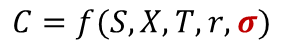 C = f(S, X, T, r, σ)